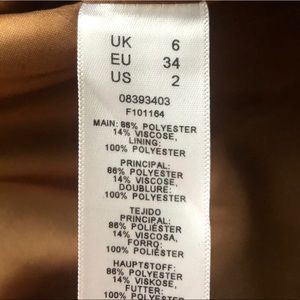 UK 6
EU 34
US 2
08393403
F101164
MAIN: 86% POLYESTER
14% VISCOSE,
LINING:
100% POLYESTER
PRINCIPAL:
86% POLYESTER
14% VISCOSE,
DOUBLURE:
100% POLYESTER
TEJIDO
PRINCIPAL:
86% POLIÉSTER
14% VISCOSA,
FORRO:
100% POLIÉSTER
HAUPTSTOFF:
86% POLYESTER
14% VISKOSE,
FUTTER:
100% POLYESTER